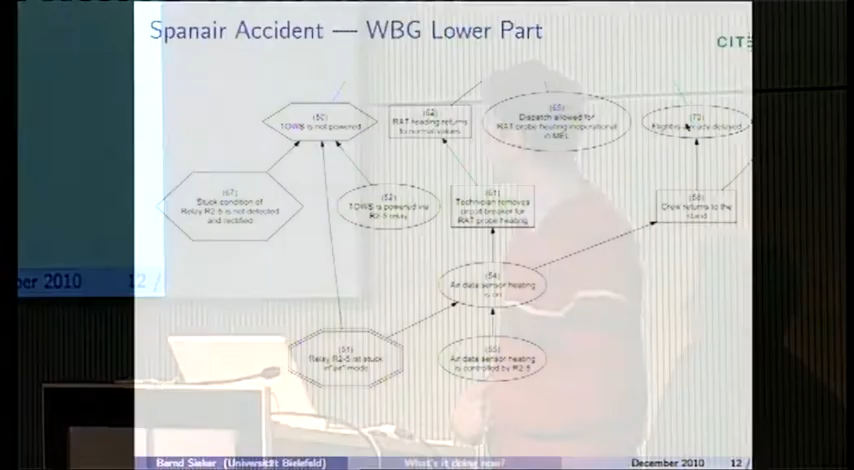 Spanair Accident — WBG Lower Part
CITE
(50)
TOWS is not powered
(62)
RAT heading returns
to normal values
(65)
Dispatch allowed for
RAT probe heating inoperational
in MEL
(70)
Flight is already delayed
(67)
Stuck condition of
Relay R2-5 is not detected
and rectified
(52)
TOWS is powered via
R2-5 relay
(61)
Technician removes
circuit breaker for
RAT probe heating
(58)
Crew returns to the
stand
(54)
Air data sensor heating
is on
(51)
Relay R2-5 ist stuck
in "air" mode
(55)
Air data sensor heating
is controlled by R2-5
ber 2010 12 /
Bernd Sieker (Universität Bielefeld) What's it doing now? December 2010 12 /